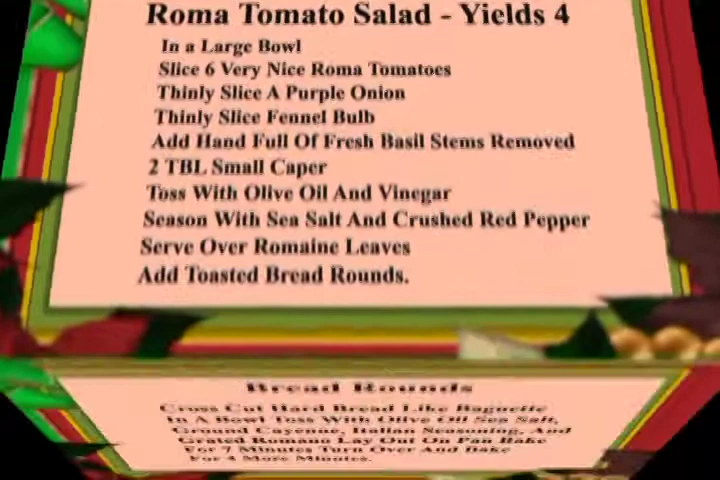 Roma Tomato Salad - Yields 4
In a Large Bowl
Slice 6 Very Nice Roma Tomatoes
Thinly Slice A Purple Onion
Thinly Slice Fennel Bulb
Add Hand Full Of Fresh Basil Stems Removed
2 TBL Small Caper
Toss With Olive Oil And Vinegar
Season With Sea Salt And Crushed Red Pepper
Serve Over Romaine Leaves
Add Toasted Bread Rounds.
Bread Rounds
Cross Cut Hard Bread Like Baguette
In A Bowl Toss With Olive Oil Sea Salt,
Ground Cayenne, Italian Seasoning, And
Grated Romano Lay Out On Pan Bake
For 7 Minutes Turn Over And Bake
For 4 More Minutes.